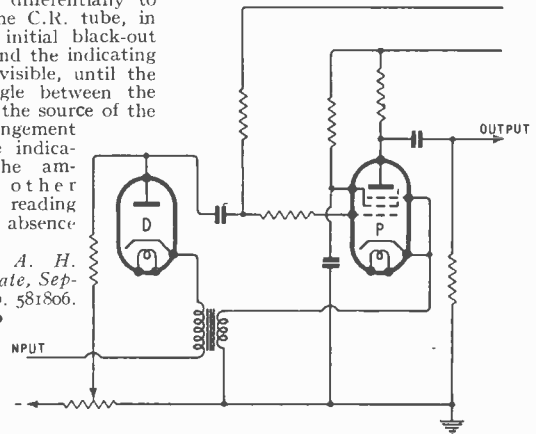 differentially to
he C.R. tube, in
initial black-out
nd the indicating
visible, until the
gle between the
the source of the
ngement
e indica-
he am-
other
reading
absence
A. H.
ate, Sep-
. 581806.
D
P
OUTPUT
NPUT